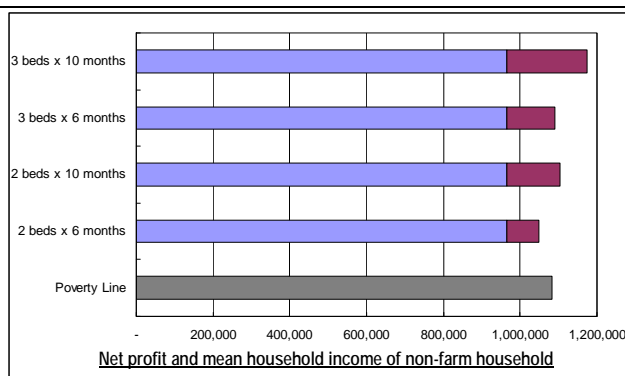 3 beds x 10 months
3 beds x 6 months
2 beds x 10 months
2 beds x 6 months
Poverty Line
- 200,000 400,000 600,000 800,000 1,000,000 1,200,000
Net profit and mean household income of non-farm household